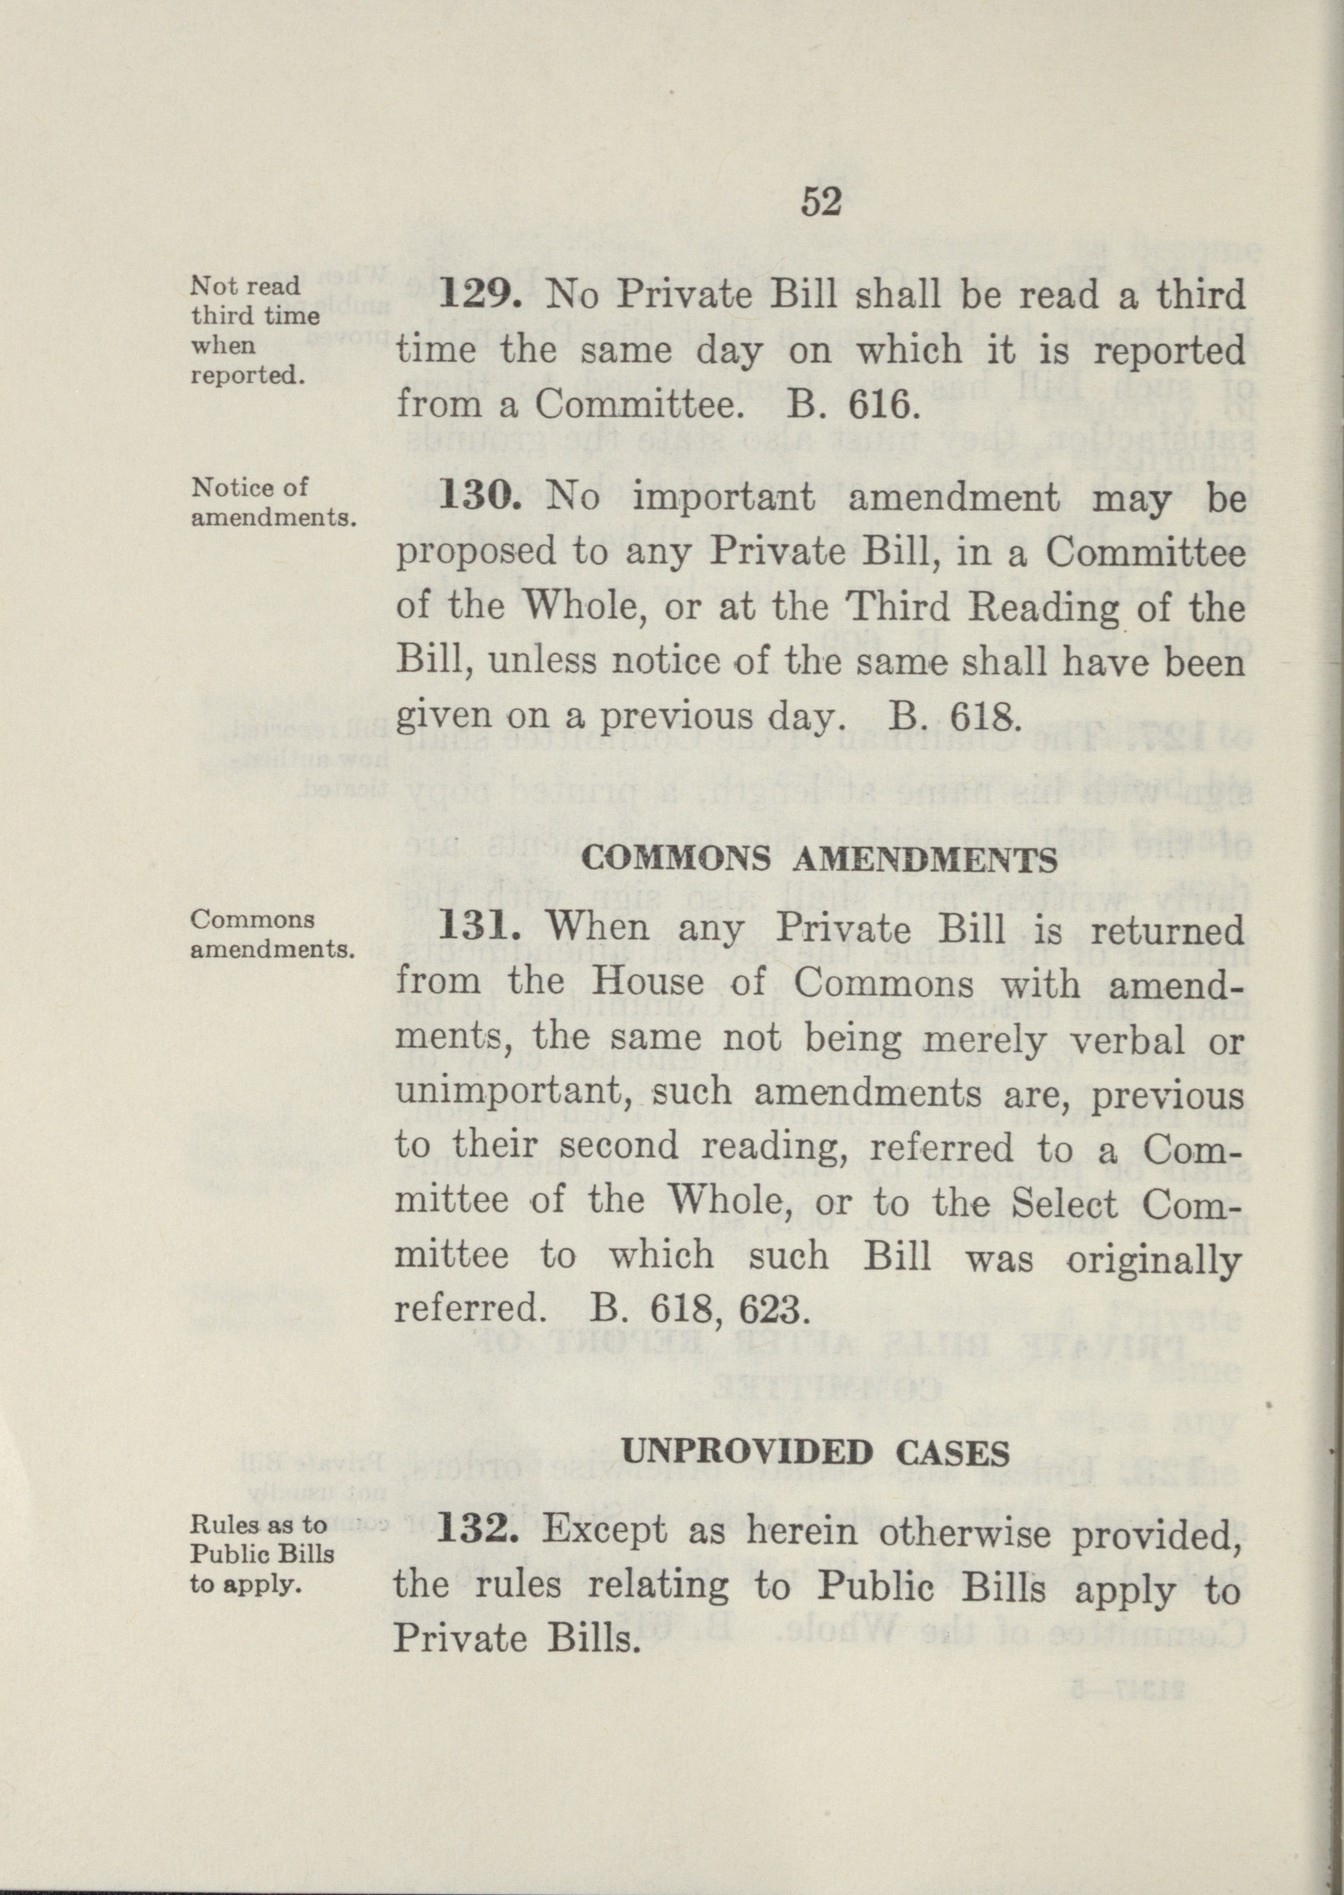 52
Not read
third time
when
reported.
129. No Private Bill shall be read a third
time the same day on which it is reported
from a Committee. B. 616.
Notice of
amendments.
130. No important amendment may be
proposed to any Private Bill, in a Committee
of the Whole, or at the Third Reading of the
Bill, unless notice of the same shall have been
given on a previous day. B. 618.
COMMONS AMENDMENTS
Commons
amendments.
131. When any Private Bill is returned
from the House of Commons with amend-
ments, the same not being merely verbal or
unimportant, such amendments are, previous
to their second reading, referred to a Com-
mittee of the Whole, or to the Select Com-
mittee to which such Bill was originally
referred. B. 618, 623.
UNPROVIDED CASES
Rules as to
Public Bills
to apply.
132. Except as herein otherwise provided,
the rules relating to Public Bills apply to
Private Bills.